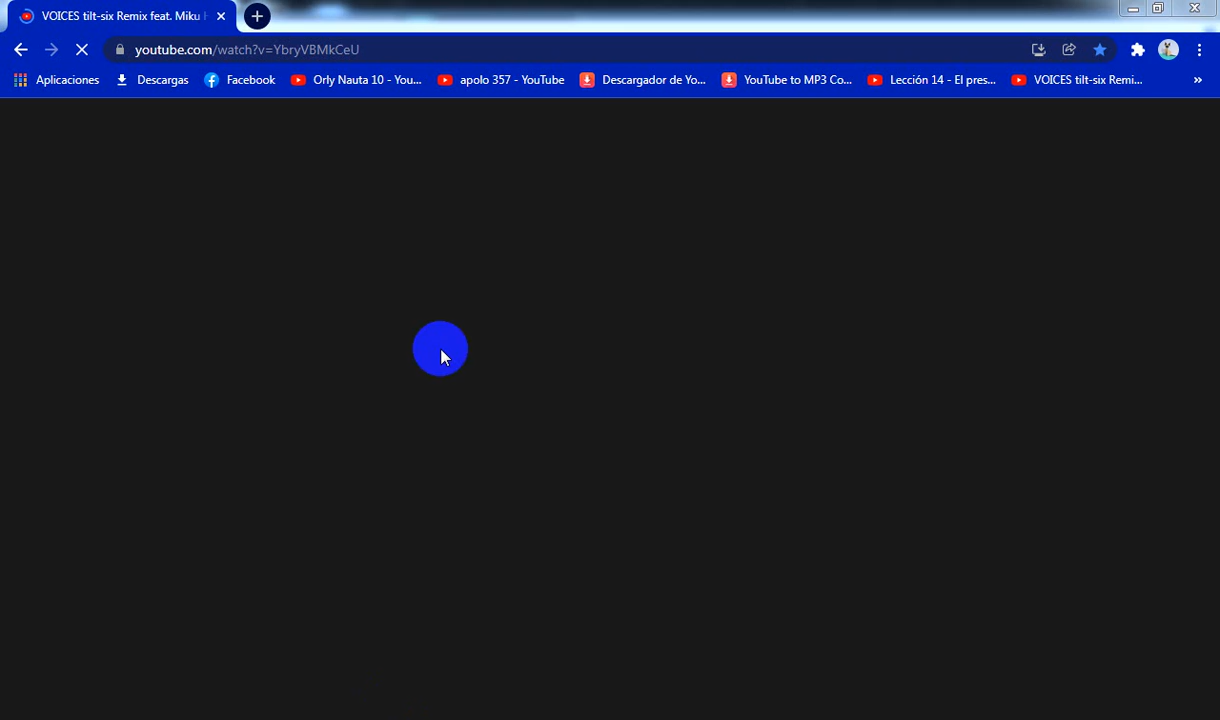 VOICES tilt-six Remix feat. Miku
youtube.com/watch?v=YbryVBMkCeU
Aplicaciones Descargas Facebook Orly Nauta 10 - You... apolo 357 - YouTube Descargador de Yo... YouTube to MP3 Co... Lección 14 - El pres... VOICES tilt-six Remi... »